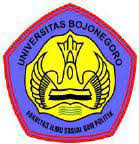 UNIVERSITAS BOJONEGORO
FAKULTAS ILMU SOSIAL DAN POLITIK